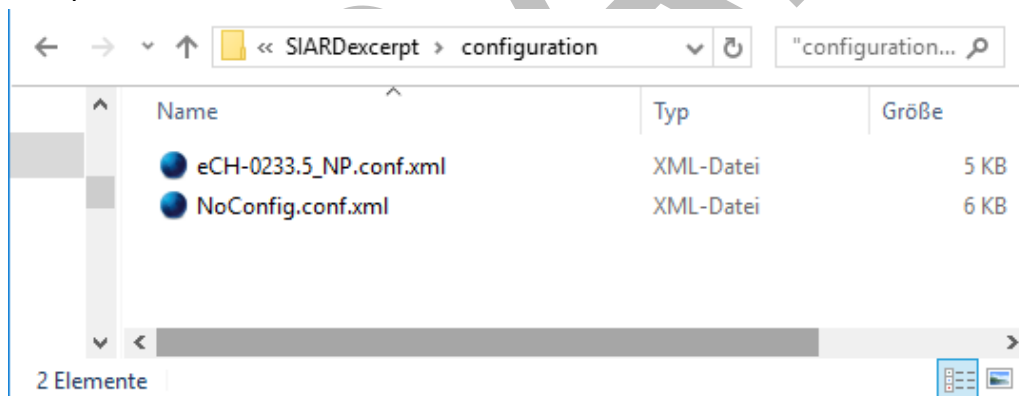 « SIARDexcerpt › configuration "configuration...
Name Typ Größe
eCH-0233.5_NP.conf.xml XML-Datei 5 KB
NoConfig.conf.xml XML-Datei 6 KB
2 Elemente